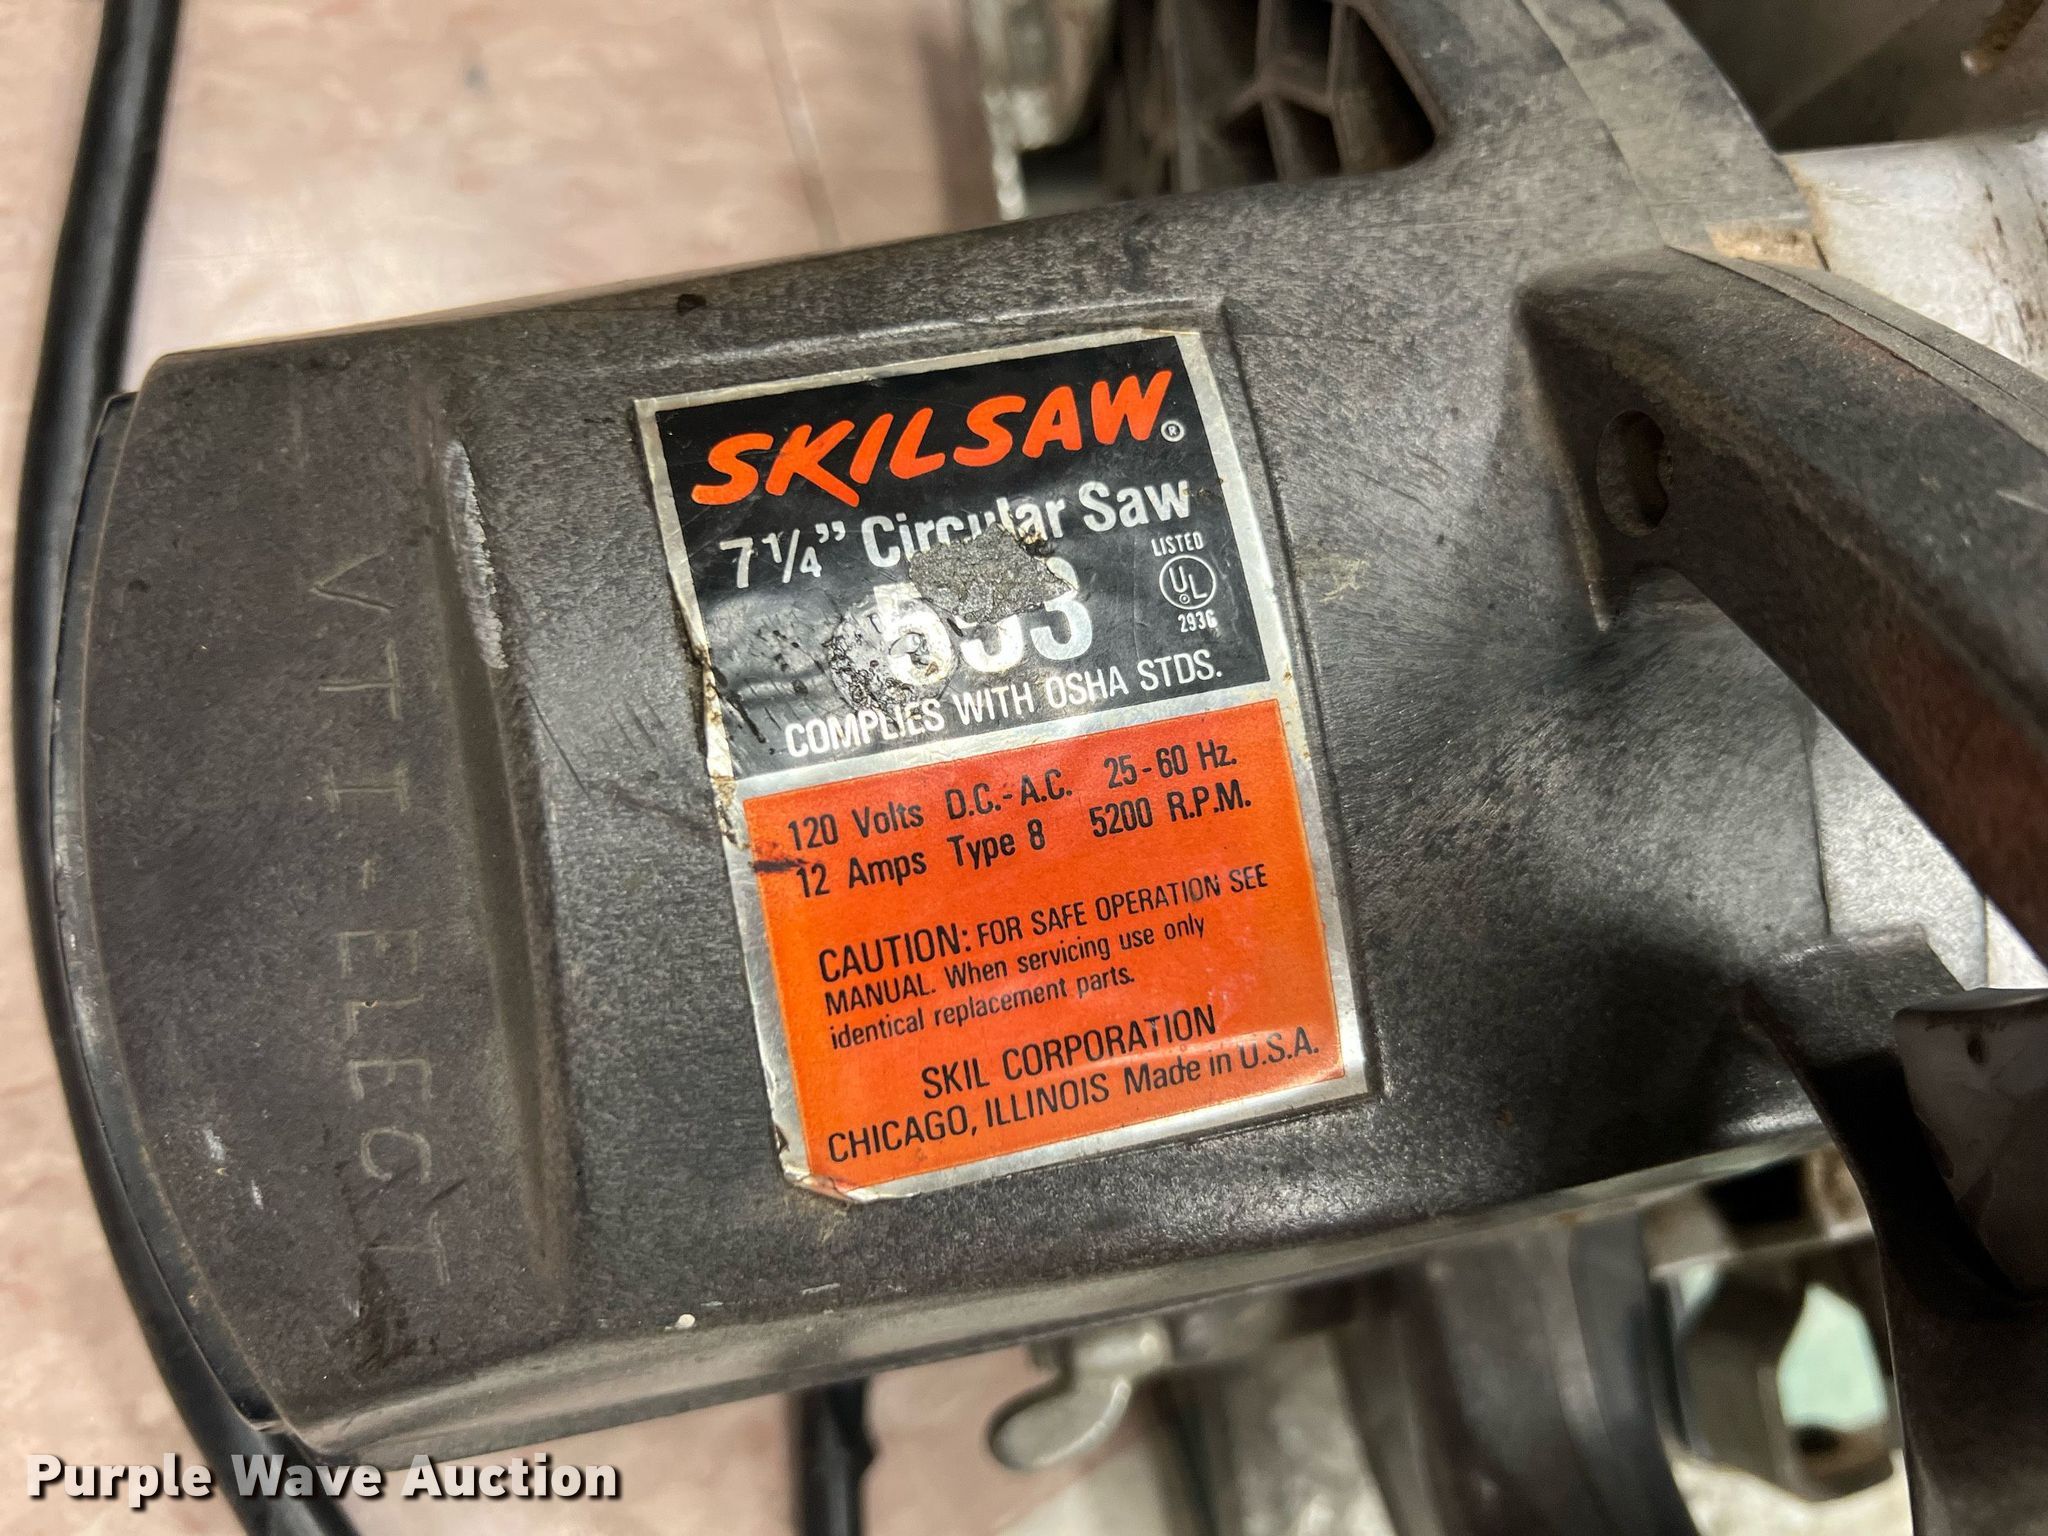 SKILSAW®
7 1/4" Circular Saw
LISTED
UL
®
293G
COMPLIES WITH OSHA STDS.
120 Volts D.C.-A.C. 25-60 Hz.
12 Amps Type 8 5200 R.P.M.
CAUTION: FOR SAFE OPERATION SEE
MANUAL. When servicing use only
identical replacement parts.
SKIL CORPORATION
CHICAGO, ILLINOIS Made in U.S.A.
VTI-ELECT
Purple Wave Auction